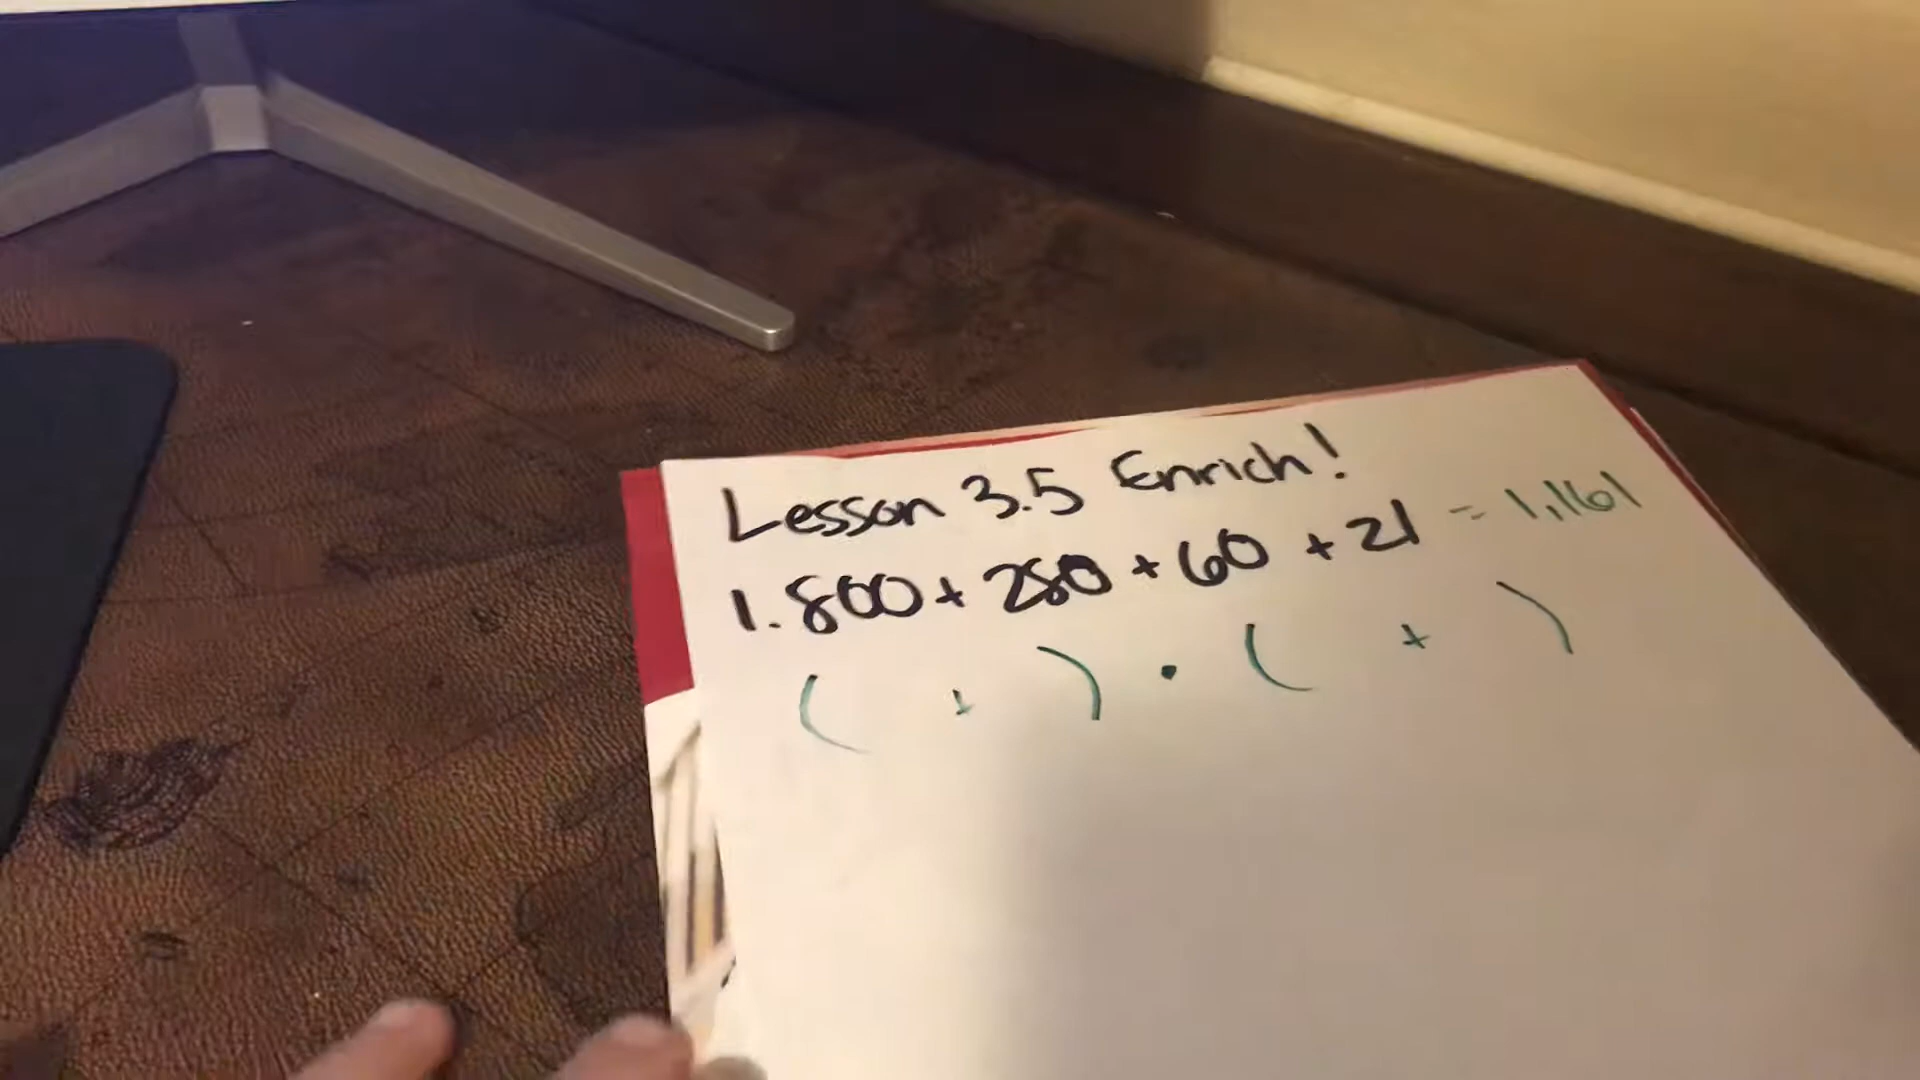 Lesson 3.5 Enrich!
1. 800 + 280 + 60 + 21 = 1,161
( + ) · ( + )